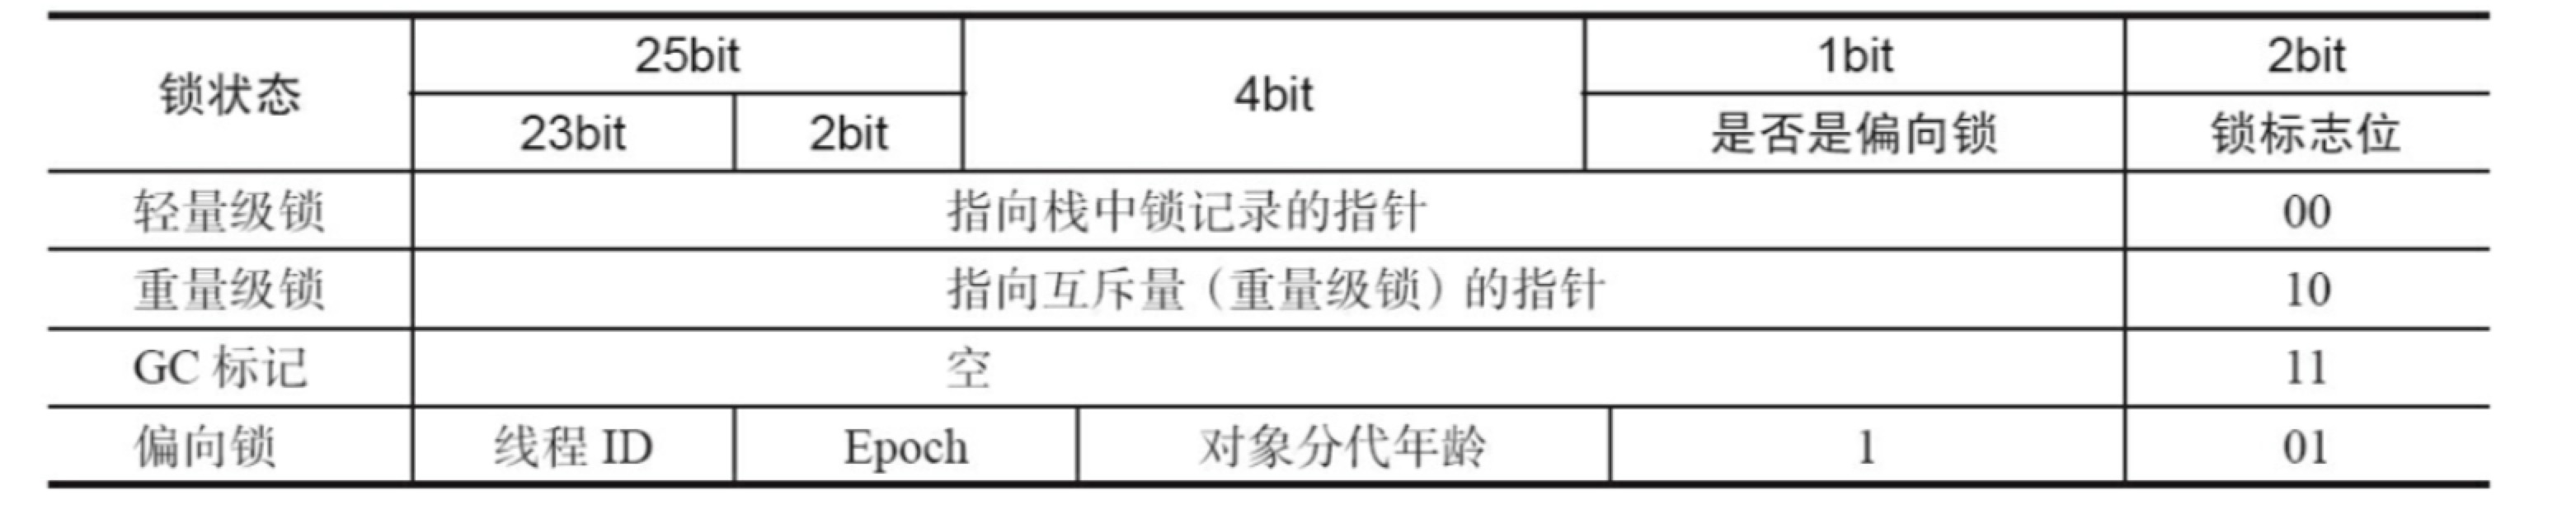 锁状态 25bit 4bit 1bit 2bit
23bit 2bit 是否是偏向锁 锁标志位
轻量级锁 指向栈中锁记录的指针 00
重量级锁 指向互斥量（重量级锁）的指针 10
GC 标记 空 11
偏向锁 线程 ID Epoch 对象分代年龄 1 01